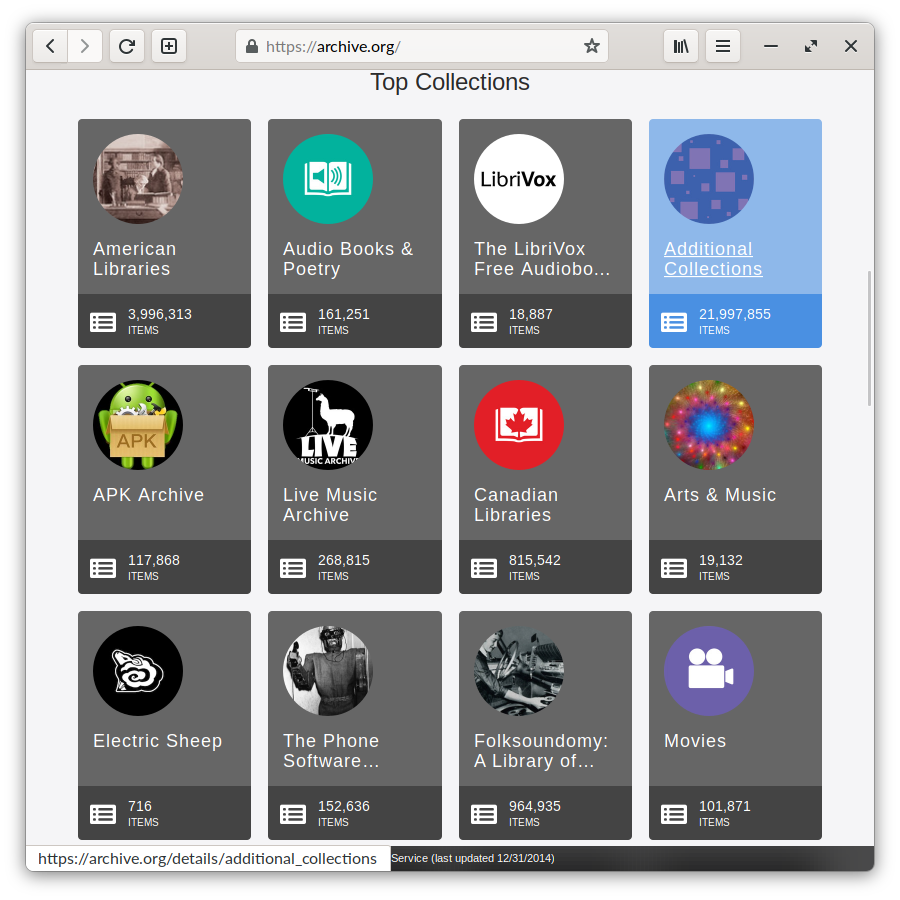 https://archive.org/
Top Collections
LibriVox
American
Libraries
Audio Books &
Poetry
The LibriVox
Free Audiobo...
Additional
Collections
3,996,313
ITEMS
161,251
ITEMS
18,887
ITEMS
21,997,855
ITEMS
APK
LIVE
MUSIC ARCHIVE
APK Archive
Live Music
Archive
Canadian
Libraries
Arts & Music
117,868
ITEMS
268,815
ITEMS
815,542
ITEMS
19,132
ITEMS
Electric Sheep
The Phone
Software...
Folksoundomy:
A Library of...
Movies
716
ITEMS
152,636
ITEMS
964,935
ITEMS
101,871
ITEMS
https://archive.org/details/additional_collections
Service (last updated 12/31/2014)